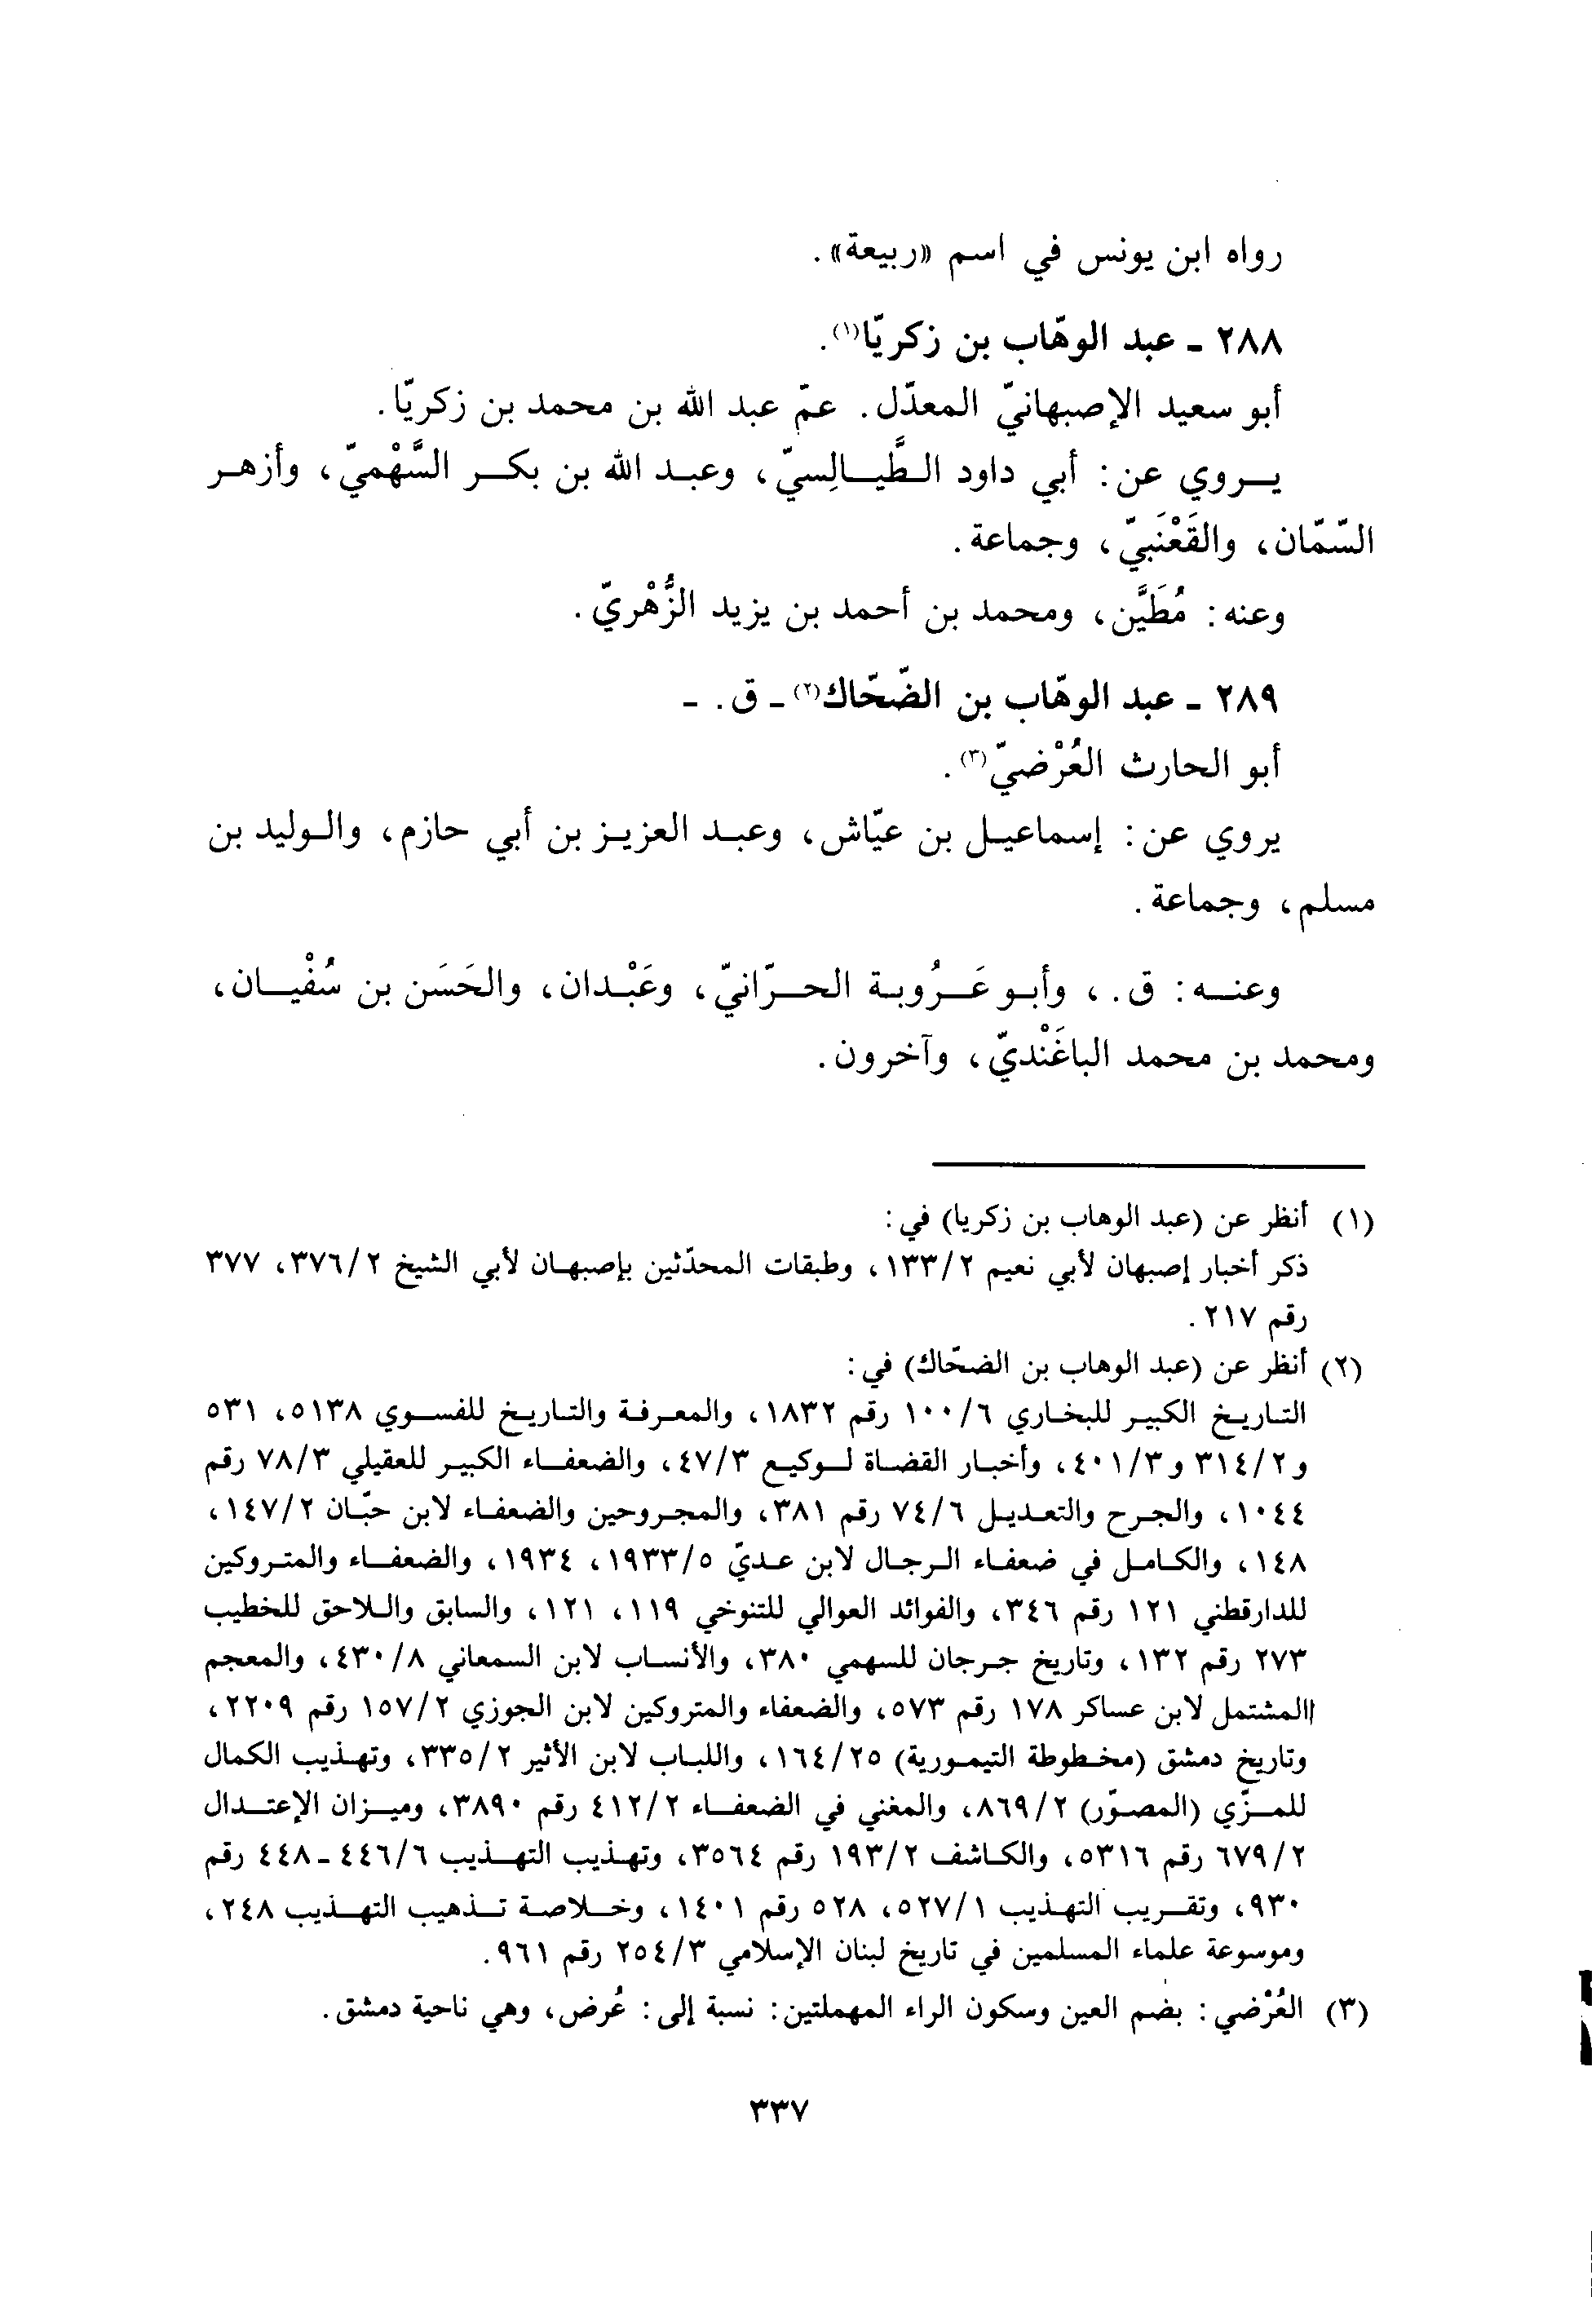 رواه ابن يونس في اسم «ربيعة».
٢٨٨ - عبد الوهّاب بن زكريّا(١).
أبو سعيد الإصبهانيّ المعدّل. عمّ عبد الله بن محمد بن زكريّا.
يروي عن: أبي داود الطَّيالِسيّ، وعبد الله بن بكر السَّهْميّ، وأزهر
السّمّان، والقَعْنَبيّ، وجماعة.
وعنه: مُطَيَّن، ومحمد بن أحمد بن يزيد الزُّهْريّ.
٢٨٩ - عبد الوهّاب بن الضّحّاك(٢) - ق. -
أبو الحارث العُرْضيّ(٣).
يروي عن: إسماعيل بن عيّاش، وعبد العزيز بن أبي حازم، والوليد بن
مسلم، وجماعة.
وعنه: ق.، وأبو عَرُوبة الحرّانيّ، وعَبْدان، والحَسَن بن سُفْيان،
ومحمد بن محمد الباغَنْديّ، وآخرون.
(١) أنظر عن (عبد الوهاب بن زكريا) في:
ذكر أخبار إصبهان لأبي نعيم ١٣٣/٢، وطبقات المحدّثين بإصبهان لأبي الشيخ ٣٧٦/٢، ٣٧٧
رقم ٢١٧.
(٢) أنظر عن (عبد الوهاب بن الضحّاك) في:
التاريخ الكبير للبخاري ١٠٠/٦ رقم ١٨٣٢، والمعرفة والتاريخ للفسوي ٥١٣٨، ٥٣١
و٣١٤/٢ و٤٠١/٣، وأخبار القضاة لوكيع ٤٧/٣، والضعفاء الكبير للعقيلي ٧٨/٣ رقم
١٠٤٤، والجرح والتعديل ٧٤/٦ رقم ٣٨١، والمجروحين والضعفاء لابن حبّان ١٤٧/٢،
١٤٨، والكامل في ضعفاء الرجال لابن عديّ ١٩٣٣/٥، ١٩٣٤، والضعفاء والمتروكين
للدارقطني ١٢١ رقم ٣٤٦، والفوائد العوالي للتنوخي ١١٩، ١٢١، والسابق واللاحق للخطيب
٢٧٣ رقم ١٣٢، وتاريخ جرجان للسهمي ٣٨٠، والأنساب لابن السمعاني ٤٣٠/٨، والمعجم
االمشتمل لابن عساكر ١٧٨ رقم ٥٧٣، والضعفاء والمتروكين لابن الجوزي ١٥٧/٢ رقم ٢٢٠٩،
وتاريخ دمشق (مخطوطة التيمورية) ١٦٤/٢٥، واللباب لابن الأثير ٣٣٥/٢، وتهذيب الكمال
للمزّي (المصوّر) ٨٦٩/٢، والمغني في الضعفاء ٤١٢/٢ رقم ٣٨٩٠، وميزان الإعتدال
٦٧٩/٢ رقم ٥٣١٦، والكاشف ١٩٣/٢ رقم ٣٥٦٤، وتهذيب التهذيب ٤٤٦/٦ - ٤٤٨ رقم
٩٣٠، وتقريب التهذيب ٥٢٧/١، ٥٢٨ رقم ١٤٠١، وخلاصة تذهيب التهذيب ٢٤٨،
وموسوعة علماء المسلمين في تاريخ لبنان الإسلامي ٢٥٤/٣ رقم ٩٦١.
(٣) العُرْضي: بضم العين وسكون الراء المهملتين: نسبة إلى: عُرض، وهي ناحية دمشق.
٣٣٧